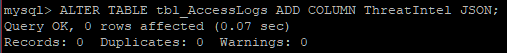 mysql> ALTER TABLE tbl_AccessLogs ADD COLUMN ThreatIntel JSON;
Query OK, 0 rows affected (0.07 sec)
Records: 0  Duplicates: 0  Warnings: 0